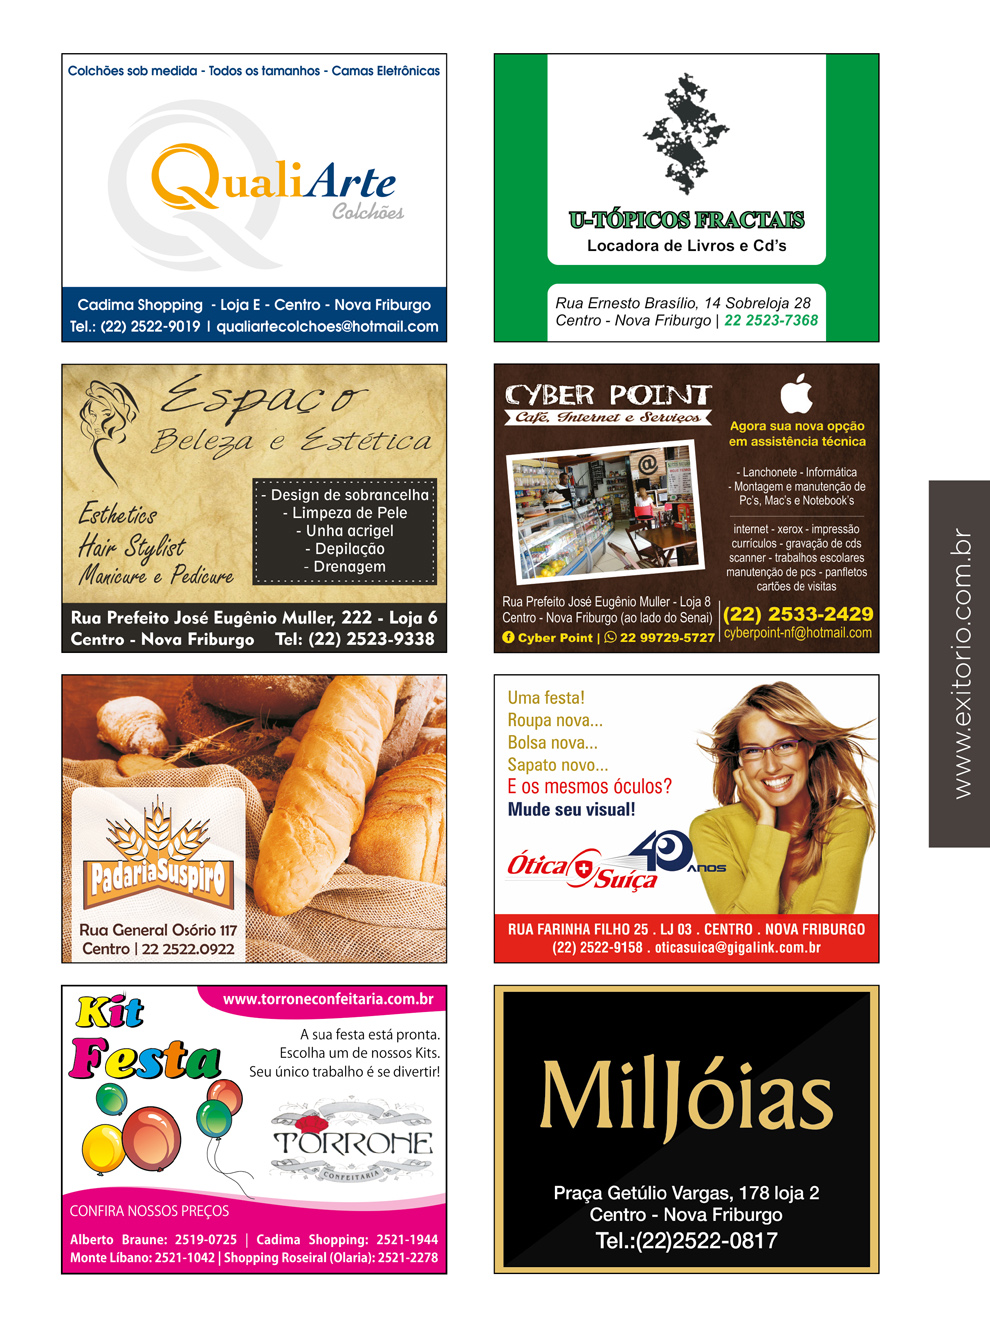 Colchões sob medida - Todos os tamanhos - Camas Eletrônicas
QualiArte
Colchões
Cadima Shopping - Loja E - Centro - Nova Friburgo
Tel.: (22) 2522-9019 | qualiartecolchoes@hotmail.com
U-TÓPICOS FRACTAIS
Locadora de Livros e Cd's
Rua Ernesto Brasílio, 14 Sobreloja 28
Centro - Nova Friburgo | 22 2523-7368
Espaço
Beleza e Estética
Esthetics
Hair Stylist
Manicure e Pedicure
- Design de sobrancelha
- Limpeza de Pele
- Unha acrigel
- Depilação
- Drenagem
Rua Prefeito José Eugênio Muller, 222 - Loja 6
Centro - Nova Friburgo Tel: (22) 2523-9338
CYBER POINT
Café, Internet e Serviços
Agora sua nova opção
em assistência técnica
- Lanchonete - Informática
- Montagem e manutenção de
Pc's, Mac's e Notebook's
internet - xerox - impressão
currículos - gravação de cds
scanner - trabalhos escolares
manutenção de pcs - panfletos
cartões de visitas
Rua Prefeito José Eugênio Muller - Loja 8
Centro - Nova Friburgo (ao lado do Senai)
Cyber Point | 22 99729-5727
(22) 2533-2429
cyberpoint-nf@hotmail.com
Padaria Suspiro
Rua General Osório 117
Centro | 22 2522.0922
Uma festa!
Roupa nova...
Bolsa nova...
Sapato novo...
E os mesmos óculos?
Mude seu visual!
Ótica Suíça
40 ANOS
RUA FARINHA FILHO 25 . LJ 03 . CENTRO . NOVA FRIBURGO
(22) 2522-9158 . oticasuica@gigalink.com.br
Kit
Festa
www.torroneconfeitaria.com.br
A sua festa está pronta.
Escolha um de nossos Kits.
Seu único trabalho é se divertir!
TORRONE
CONFEITARIA
CONFIRA NOSSOS PREÇOS
Alberto Braune: 2519-0725 | Cadima Shopping: 2521-1944
Monte Líbano: 2521-1042 | Shopping Roseiral (Olaria): 2521-2278
MilJóias
Praça Getúlio Vargas, 178 loja 2
Centro - Nova Friburgo
Tel.:(22)2522-0817
www.exitorio.com.br